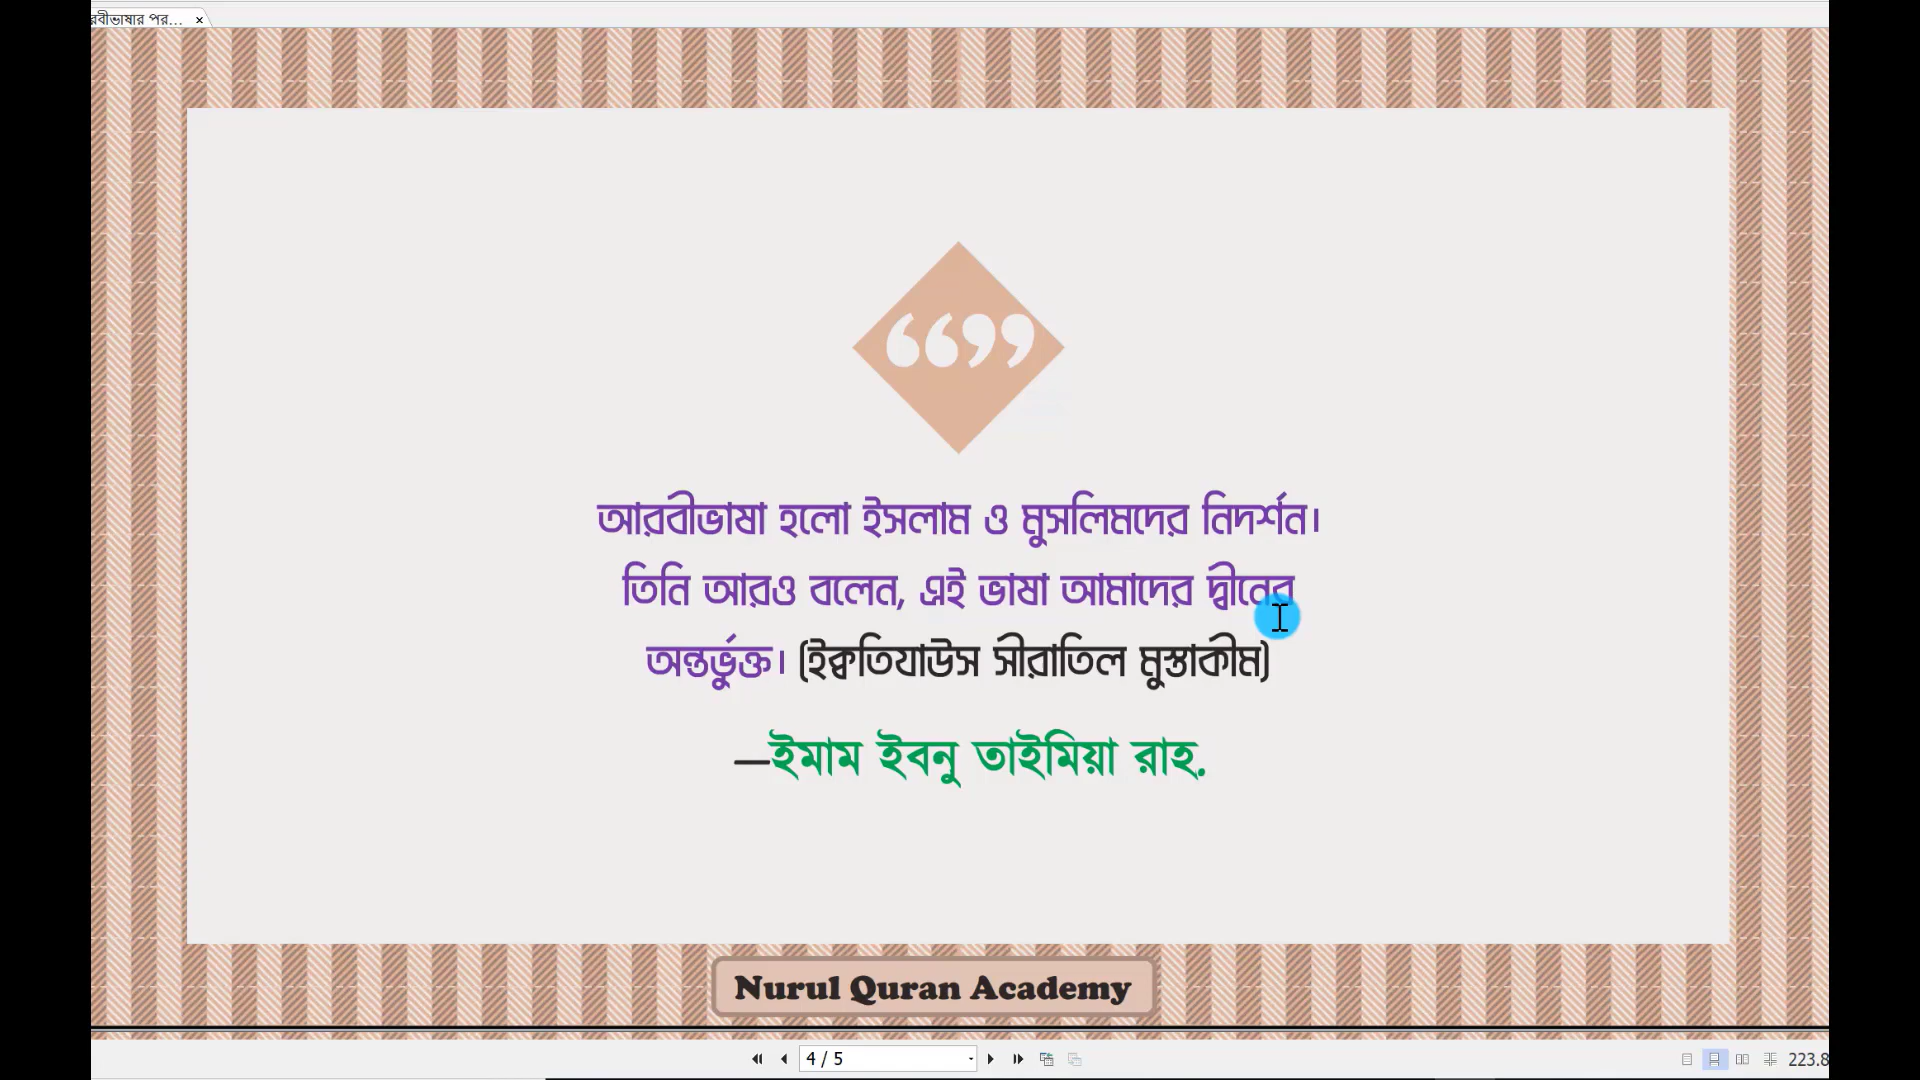 রবীভাষার পর... ×
আরবীভাষা হলো ইসলাম ও মুসলিমদের নিদর্শন।
তিনি আরও বলেন, এই ভাষা আমাদের দ্বীনের
অন্তর্ভুক্ত। (ইক্বতিযাউস সীরাতিল মুস্তাকীম)
—ইমাম ইবনু তাইমিয়া রাহ.
Nurul Quran Academy
4 / 5
223.8